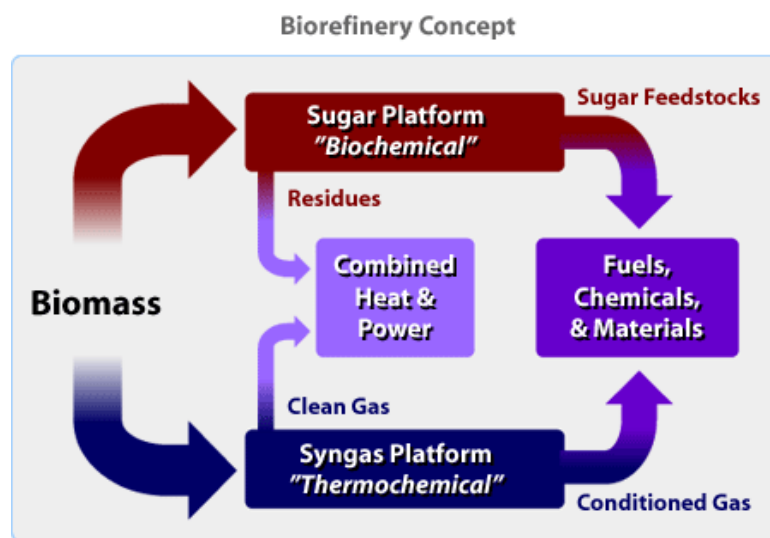 Biorefinery Concept
Sugar Feedstocks
Sugar Platform
"Biochemical"
Residues
Combined
Heat &
Power
Fuels,
Chemicals,
& Materials
Biomass
Clean Gas
Syngas Platform
"Thermochemical"
Conditioned Gas